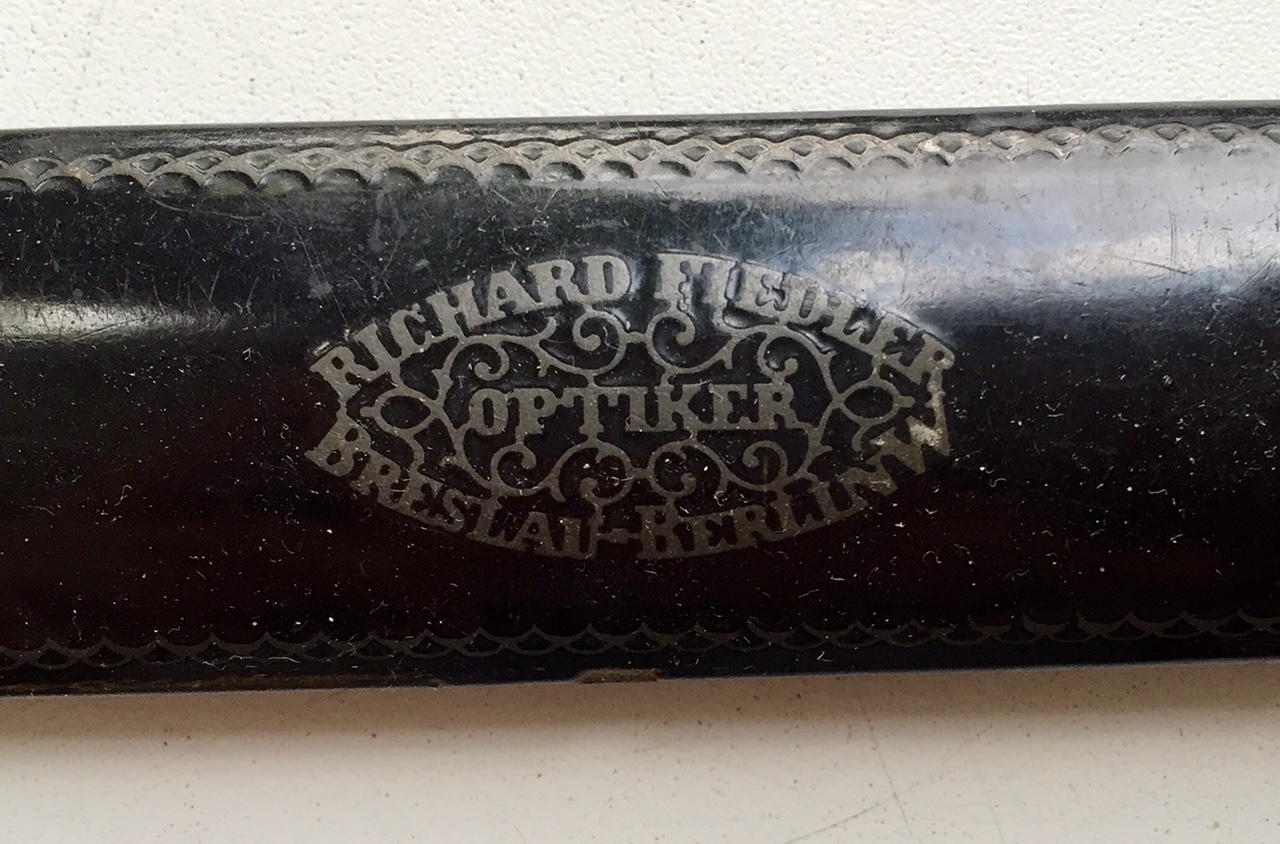 RICHARD FIEDLER
OPTIKER
BRESLAU-BERLIN W